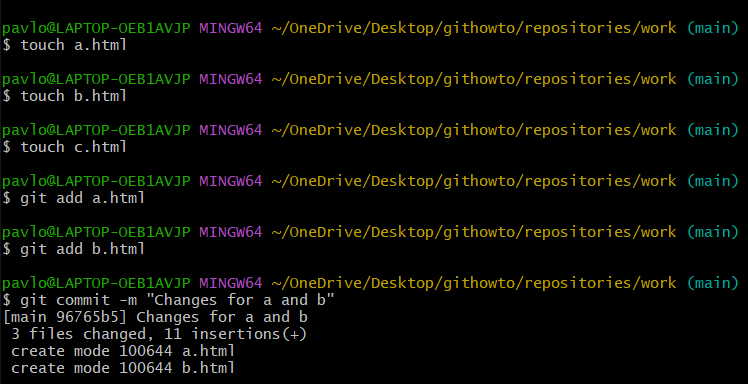 pavlo@LAPTOP-OEB1AVJP MINGW64 ~/OneDrive/Desktop/githowto/repositories/work (main)
$ touch a.html
pavlo@LAPTOP-OEB1AVJP MINGW64 ~/OneDrive/Desktop/githowto/repositories/work (main)
$ touch b.html
pavlo@LAPTOP-OEB1AVJP MINGW64 ~/OneDrive/Desktop/githowto/repositories/work (main)
$ touch c.html
pavlo@LAPTOP-OEB1AVJP MINGW64 ~/OneDrive/Desktop/githowto/repositories/work (main)
$ git add a.html
pavlo@LAPTOP-OEB1AVJP MINGW64 ~/OneDrive/Desktop/githowto/repositories/work (main)
$ git add b.html
pavlo@LAPTOP-OEB1AVJP MINGW64 ~/OneDrive/Desktop/githowto/repositories/work (main)
$ git commit -m "Changes for a and b"
[main 96765b5] Changes for a and b
 3 files changed, 11 insertions(+)
 create mode 100644 a.html
 create mode 100644 b.html